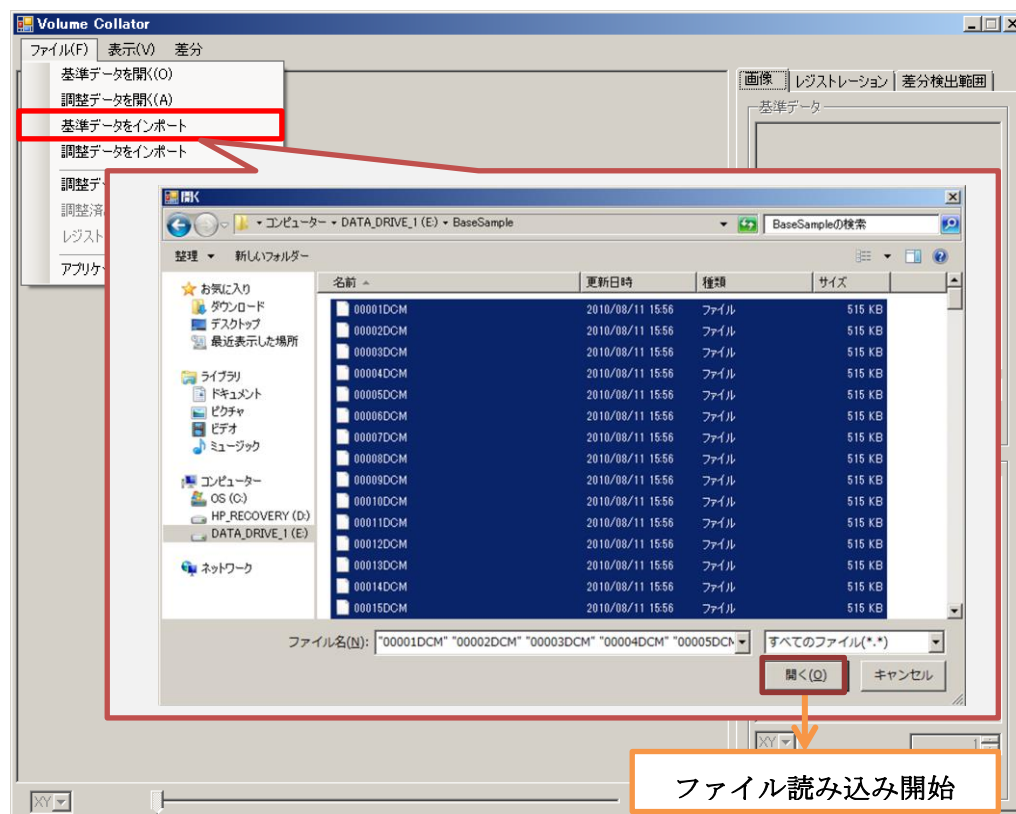 Volume Collator
ファイル(F) 表示(V) 差分
基準データを開く(O)
調整データを開く(A)
基準データをインポート
調整データをインポート
調整デ
調整済
レジスト
アプリケ
画像 レジストレーション 差分検出範囲
基準データ
開く
コンピューター DATA_DRIVE_1 (E:) BaseSample
BaseSampleの検索
整理 新しいフォルダー
お気に入り
ダウンロード
デスクトップ
最近表示した場所
ライブラリ
ドキュメント
ピクチャ
ビデオ
ミュージック
コンピューター
OS (C:)
HP_RECOVERY (D:)
DATA_DRIVE_1 (E:)
ネットワーク
名前 更新日時 種類 サイズ
00001DCM 2010/08/11 15:56 ファイル 515 KB
00002DCM 2010/08/11 15:56 ファイル 515 KB
00003DCM 2010/08/11 15:56 ファイル 515 KB
00004DCM 2010/08/11 15:56 ファイル 515 KB
00005DCM 2010/08/11 15:56 ファイル 515 KB
00006DCM 2010/08/11 15:56 ファイル 515 KB
00007DCM 2010/08/11 15:56 ファイル 515 KB
00008DCM 2010/08/11 15:56 ファイル 515 KB
00009DCM 2010/08/11 15:56 ファイル 515 KB
00010DCM 2010/08/11 15:56 ファイル 515 KB
00011DCM 2010/08/11 15:56 ファイル 515 KB
00012DCM 2010/08/11 15:56 ファイル 515 KB
00013DCM 2010/08/11 15:56 ファイル 515 KB
00014DCM 2010/08/11 15:56 ファイル 515 KB
00015DCM 2010/08/11 15:56 ファイル 515 KB
ファイル名(N): "00001DCM" "00002DCM" "00003DCM" "00004DCM" "00005DCM すべてのファイル(*.*)
開く(O) キャンセル
XY 1
ファイル読み込み開始
XY